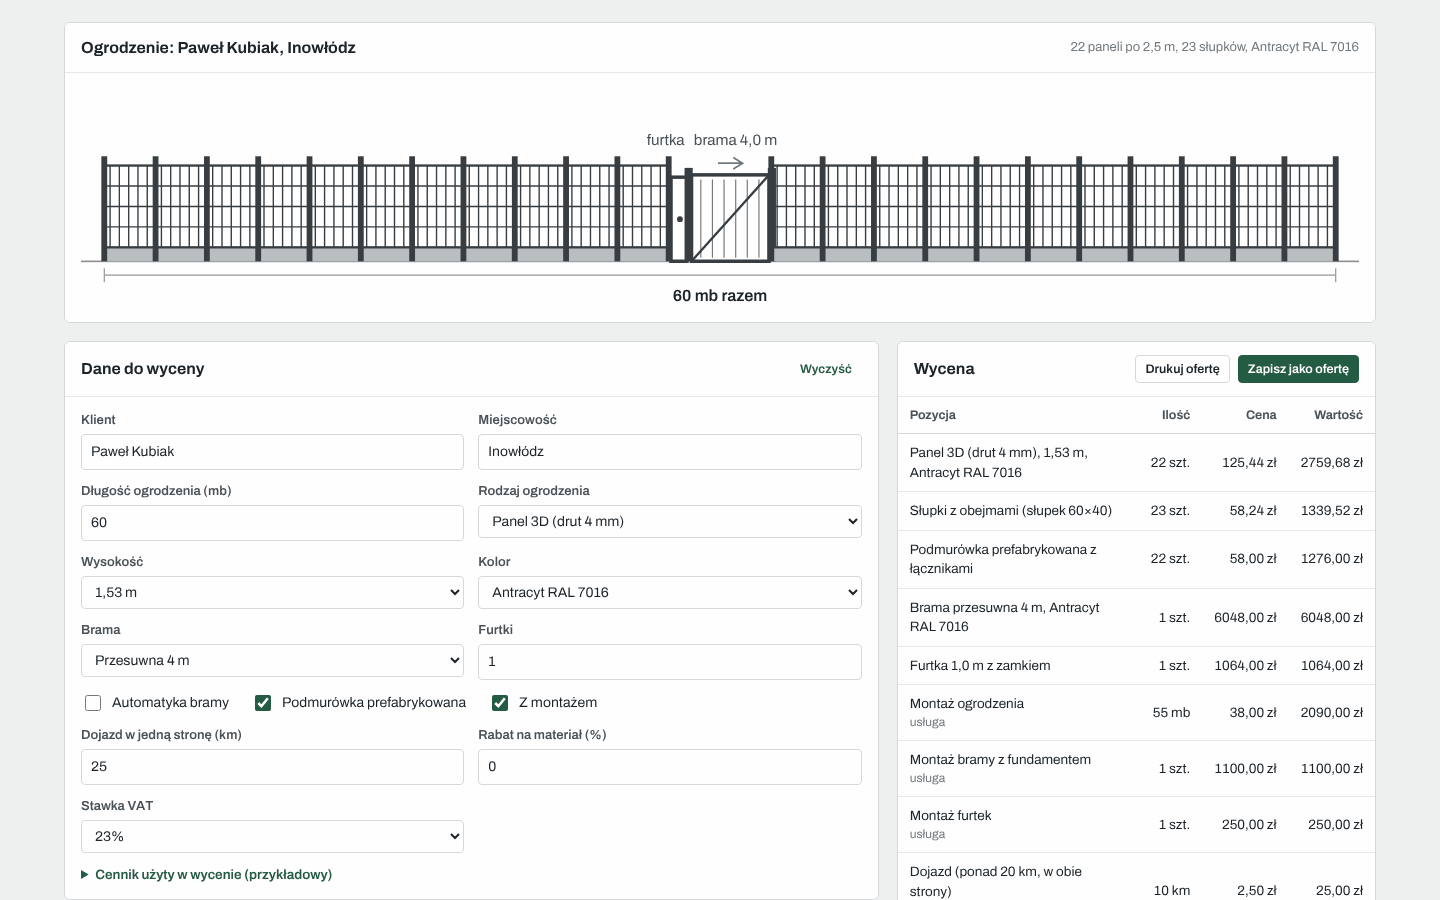 Ogrodzenie: Paweł Kubiak, Inowłódz
22 paneli po 2,5 m, 23 słupków, Antracyt RAL 7016
furtka brama 4,0 m
60 mb razem
Dane do wyceny
Wyczyść
Klient
Miejscowość
Paweł Kubiak
Inowłódz
Długość ogrodzenia (mb)
Rodzaj ogrodzenia
60
Panel 3D (drut 4 mm)
Wysokość
Kolor
1,53 m
Antracyt RAL 7016
Brama
Furtki
Przesuwna 4 m
1
Automatyka bramy
Podmurówka prefabrykowana
Z montażem
Dojazd w jedną stronę (km)
Rabat na materiał (%)
25
0
Stawka VAT
23%
Cennik użyty w wycenie (przykładowy)
Wycena
Drukuj ofertę
Zapisz jako ofertę
Pozycja Ilość Cena Wartość
Panel 3D (drut 4 mm), 1,53 m,
Antracyt RAL 7016
22 szt. 125,44 zł 2759,68 zł
Słupki z obejmami (słupek 60×40) 23 szt. 58,24 zł 1339,52 zł
Podmurówka prefabrykowana z
łącznikami
22 szt. 58,00 zł 1276,00 zł
Brama przesuwna 4 m, Antracyt
RAL 7016
1 szt. 6048,00 zł 6048,00 zł
Furtka 1,0 m z zamkiem 1 szt. 1064,00 zł 1064,00 zł
Montaż ogrodzenia
usługa
55 mb 38,00 zł 2090,00 zł
Montaż bramy z fundamentem
usługa
1 szt. 1100,00 zł 1100,00 zł
Montaż furtek
usługa
1 szt. 250,00 zł 250,00 zł
Dojazd (ponad 20 km, w obie
strony)
10 km 2,50 zł 25,00 zł